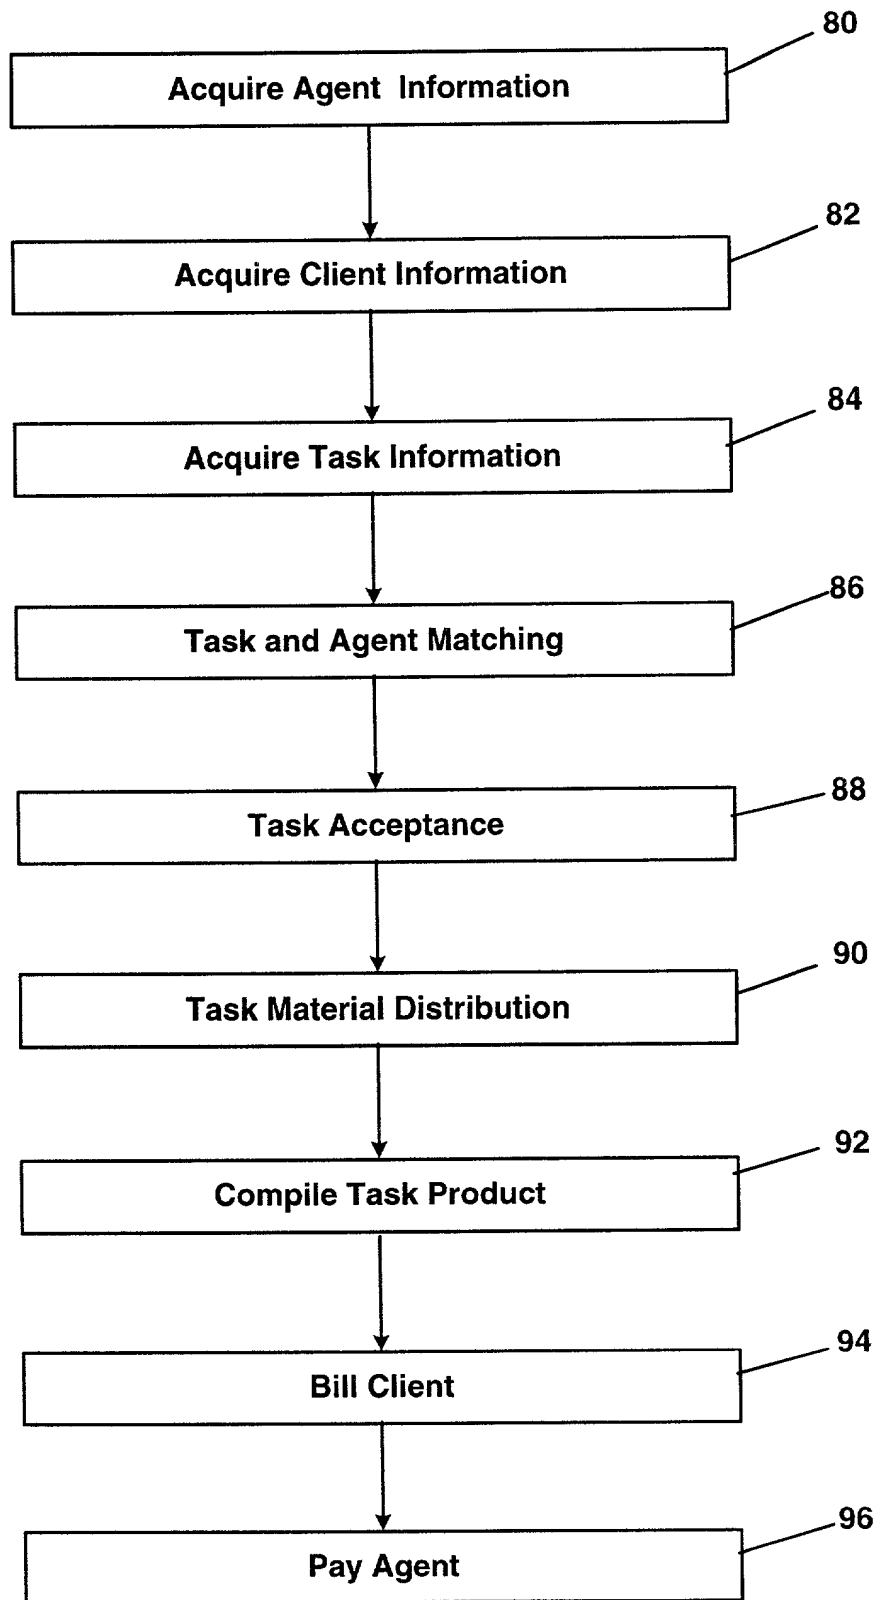 80
Acquire Agent Information
82
Acquire Client Information
84
Acquire Task Information
86
Task and Agent Matching
88
Task Acceptance
90
Task Material Distribution
92
Compile Task Product
94
Bill Client
96
Pay Agent